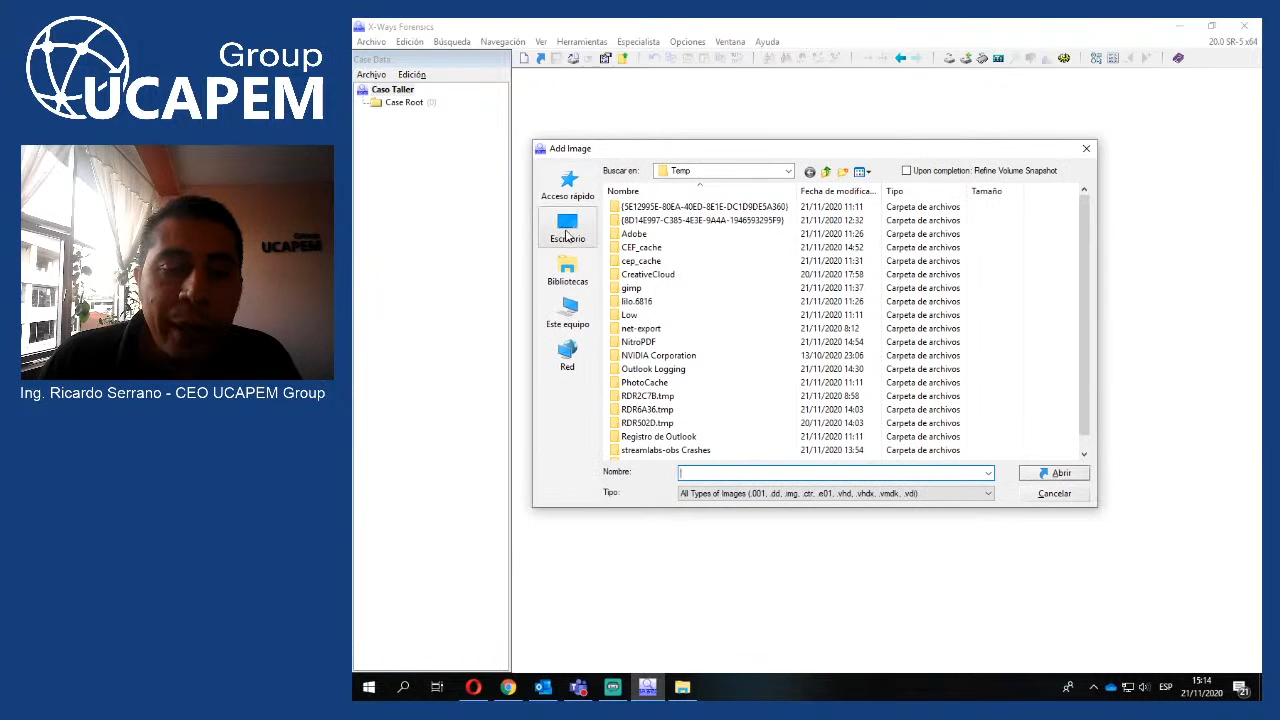 Group
UCAPEM
UCAPEM
Ing. Ricardo Serrano - CEO UCAPEM Group
X-Ways Forensics
Archivo Edición Búsqueda Navegación Ver Herramientas Especialista Opciones Ventana Ayuda
20.0 SR-5 x64
Case Data
Archivo Edición
Caso Taller
Case Root (0)
Add Image
Buscar en: Temp
Upon completion: Refine Volume Snapshot
Acceso rápido
Escritorio
Bibliotecas
Este equipo
Red
Nombre Fecha de modifica... Tipo Tamaño
{5E12995E-80EA-40ED-8E1E-DC1D9DE5A360} 21/11/2020 11:11 Carpeta de archivos
{8D14E997-C385-4E3E-9A4A-1946593295F9} 21/11/2020 12:32 Carpeta de archivos
Adobe 21/11/2020 11:26 Carpeta de archivos
CEF_cache 21/11/2020 14:52 Carpeta de archivos
cep_cache 21/11/2020 11:31 Carpeta de archivos
CreativeCloud 20/11/2020 17:58 Carpeta de archivos
gimp 21/11/2020 11:37 Carpeta de archivos
lilo.6816 21/11/2020 11:26 Carpeta de archivos
Low 21/11/2020 11:11 Carpeta de archivos
net-export 21/11/2020 8:12 Carpeta de archivos
NitroPDF 21/11/2020 14:54 Carpeta de archivos
NVIDIA Corporation 13/10/2020 23:06 Carpeta de archivos
Outlook Logging 21/11/2020 14:30 Carpeta de archivos
PhotoCache 21/11/2020 11:11 Carpeta de archivos
RDR2C7B.tmp 21/11/2020 8:58 Carpeta de archivos
RDR6A36.tmp 21/11/2020 14:03 Carpeta de archivos
RDR502D.tmp 20/11/2020 14:03 Carpeta de archivos
Registro de Outlook 21/11/2020 11:11 Carpeta de archivos
streamlabs-obs Crashes 21/11/2020 13:54 Carpeta de archivos
Nombre:
Abrir
Tipo: All Types of Images (.001, .dd, .img, .ctr, .e01, .vhd, .vhdx, .vmdk, .vdi)
Cancelar
ESP
15:14
21/11/2020
21